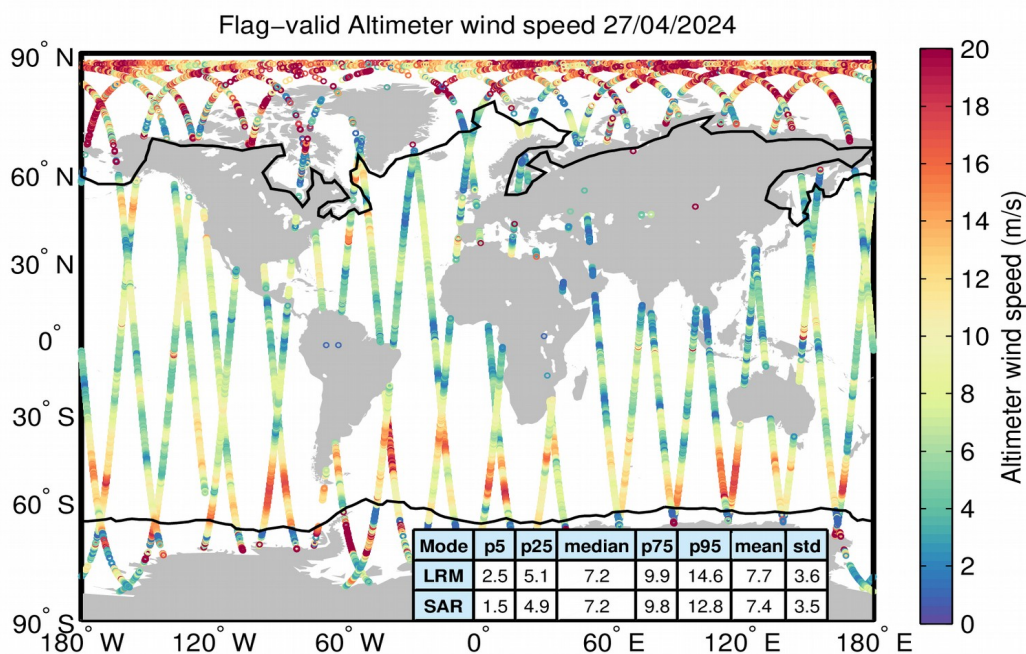 Flag−valid Altimeter wind speed 27/04/2024
90° N
60° N
30° N
0°
30° S
60° S
90° S
180° W
120° W
60° W
0°
60° E
120° E
180° E
Mode p5 p25 median p75 p95 mean std
LRM 2.5 5.1 7.2 9.9 14.6 7.7 3.6
SAR 1.5 4.9 7.2 9.8 12.8 7.4 3.5
20
18
16
14
12
10
8
6
4
2
0
Altimeter wind speed (m/s)